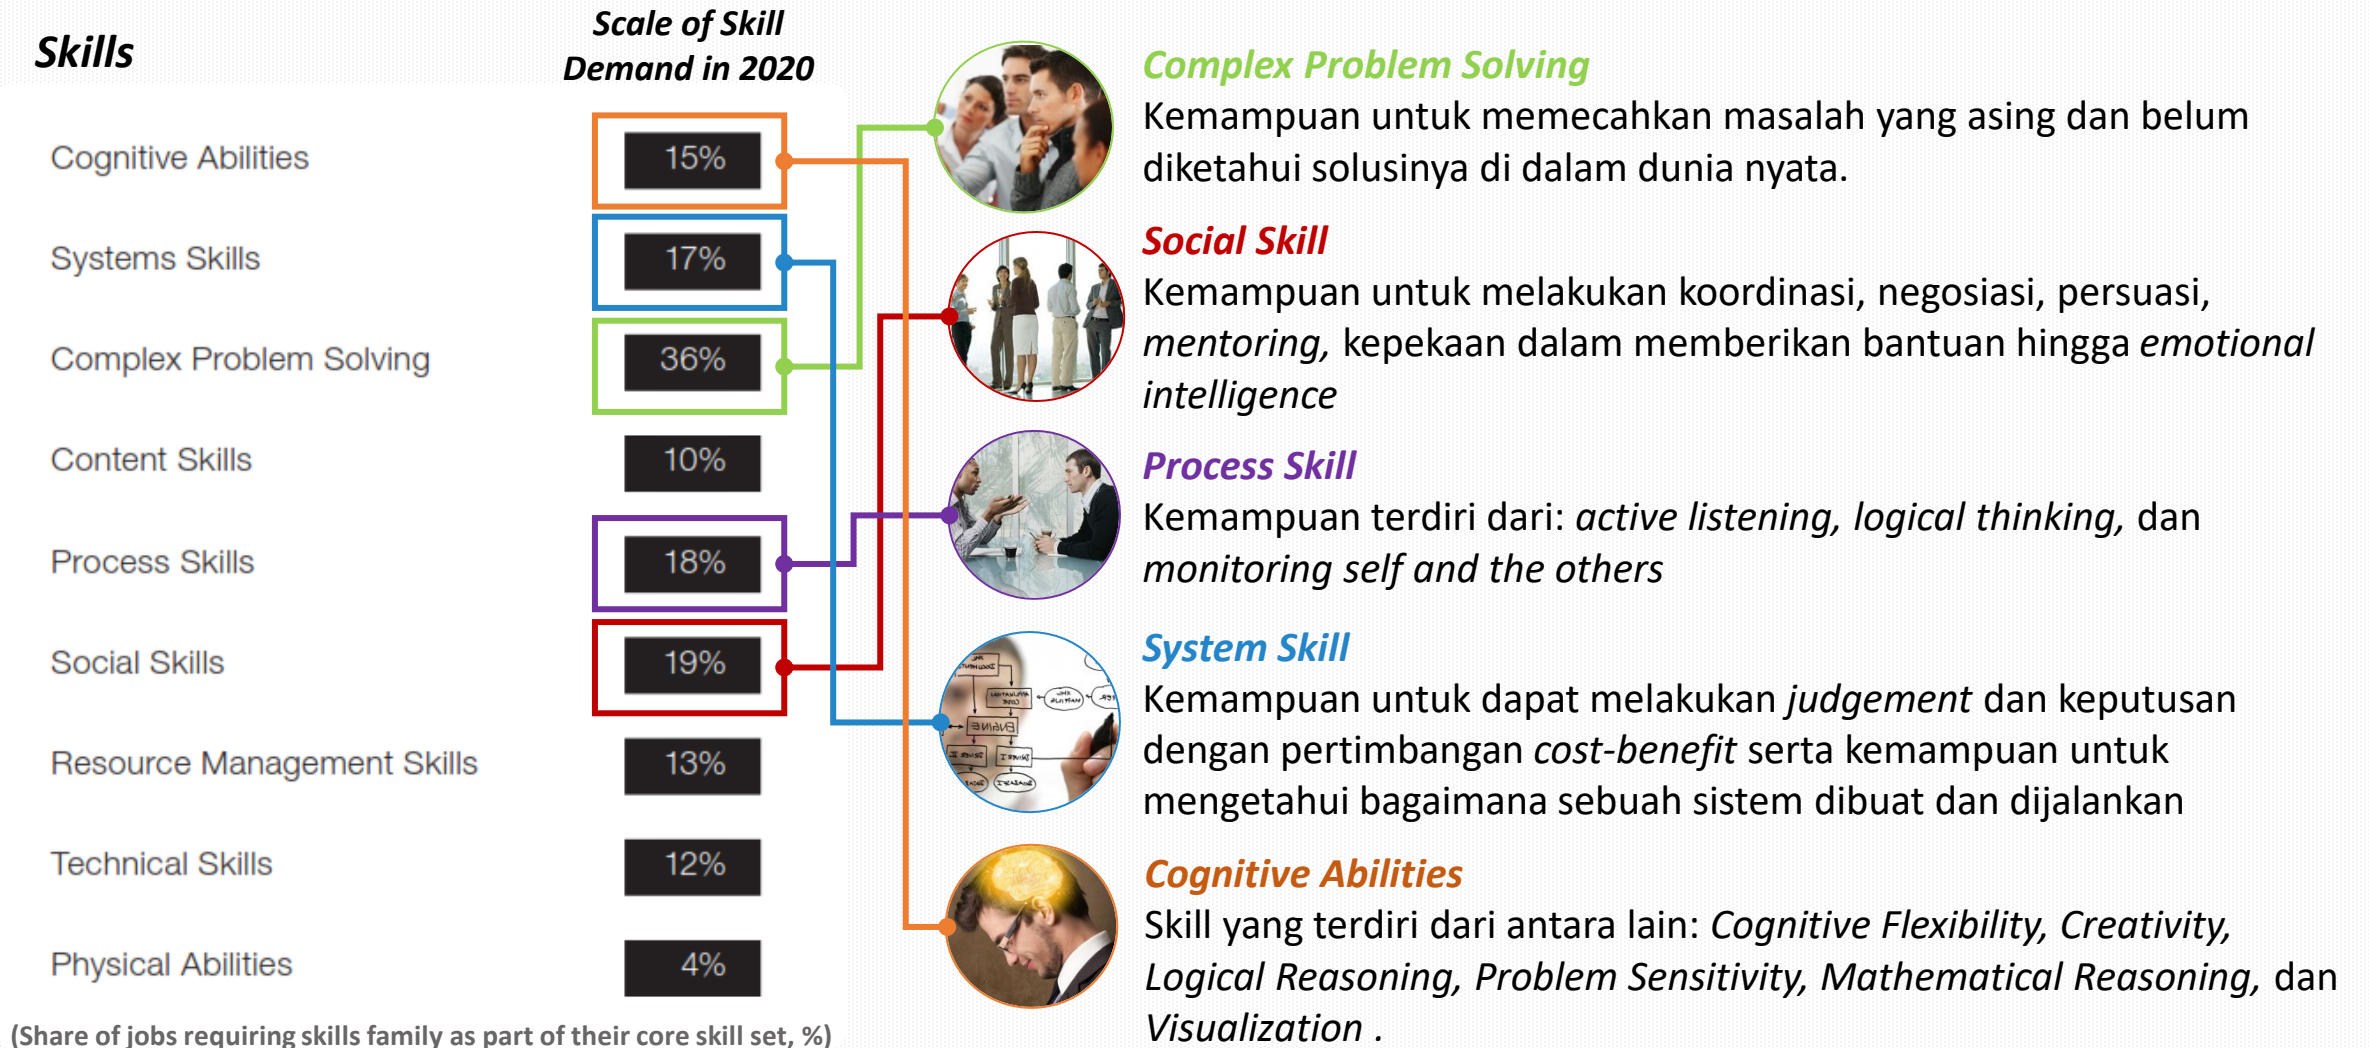 Skills
Scale of Skill
Demand in 2020
Cognitive Abilities 15%
Systems Skills 17%
Complex Problem Solving 36%
Content Skills 10%
Process Skills 18%
Social Skills 19%
Resource Management Skills 13%
Technical Skills 12%
Physical Abilities 4%
(Share of jobs requiring skills family as part of their core skill set, %)
Complex Problem Solving
Kemampuan untuk memecahkan masalah yang asing dan belum
diketahui solusinya di dalam dunia nyata.
Social Skill
Kemampuan untuk melakukan koordinasi, negosiasi, persuasi,
mentoring, kepekaan dalam memberikan bantuan hingga emotional
intelligence
Process Skill
Kemampuan terdiri dari: active listening, logical thinking, dan
monitoring self and the others
System Skill
Kemampuan untuk dapat melakukan judgement dan keputusan
dengan pertimbangan cost-benefit serta kemampuan untuk
mengetahui bagaimana sebuah sistem dibuat dan dijalankan
ENGINE
Cognitive Abilities
Skill yang terdiri dari antara lain: Cognitive Flexibility, Creativity,
Logical Reasoning, Problem Sensitivity, Mathematical Reasoning, dan
Visualization .